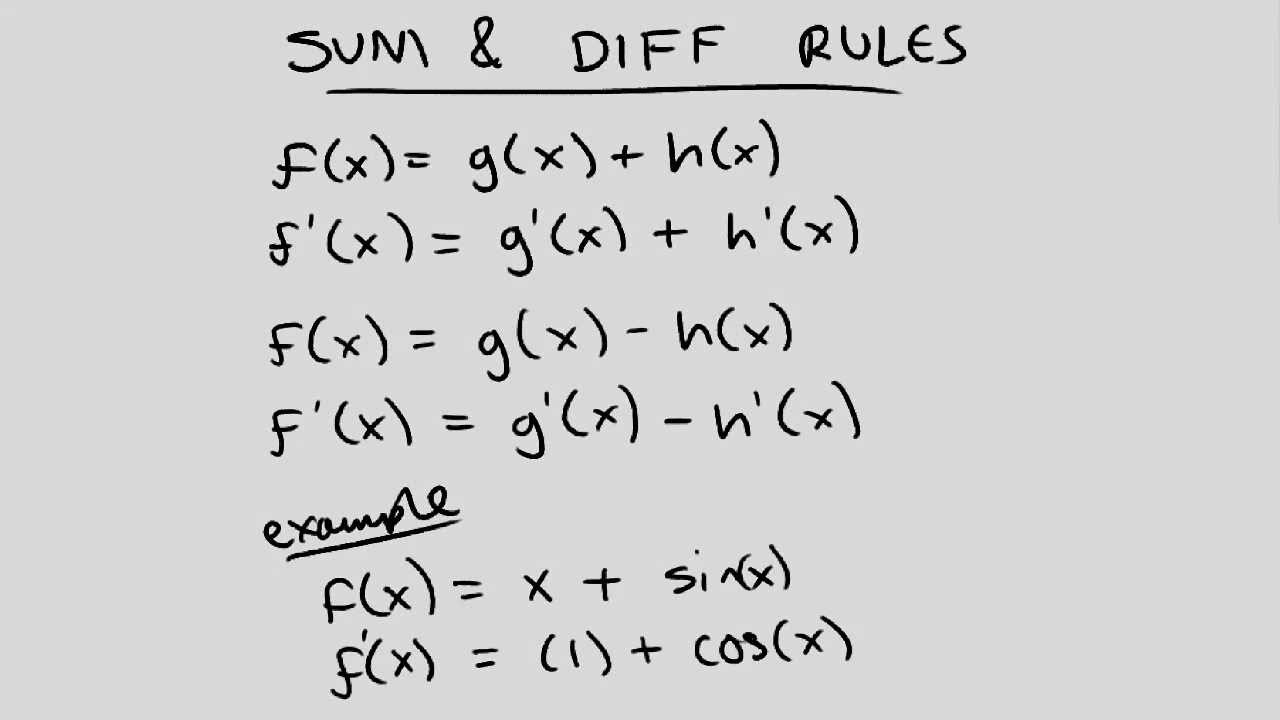 SUM & DIFF RULES
f(x) = g(x) + h(x)
f'(x) = g'(x) + h'(x)
f(x) = g(x) - h(x)
f'(x) = g'(x) - h'(x)
example
f(x) = x + sin(x)
f'(x) = (1) + cos(x)